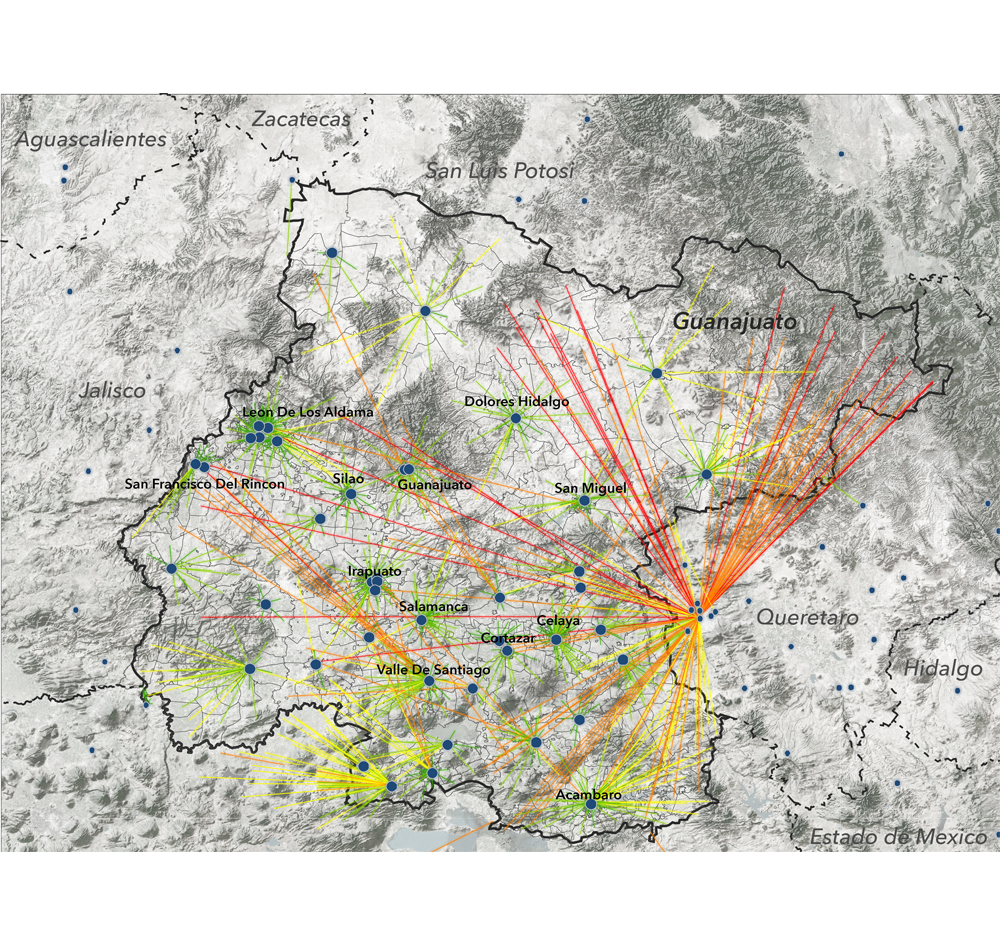 Zacatecas
Aguascalientes
San Luis Potosi
Guanajuato
Jalisco
Dolores Hidalgo
Leon De Los Aldama
Silao
San Francisco Del Rincon
Guanajuato
San Miguel
Irapuato
Salamanca
Celaya
Queretaro
Cortazar
Valle De Santiago
Hidalgo
Acambaro
Estado de Mexico